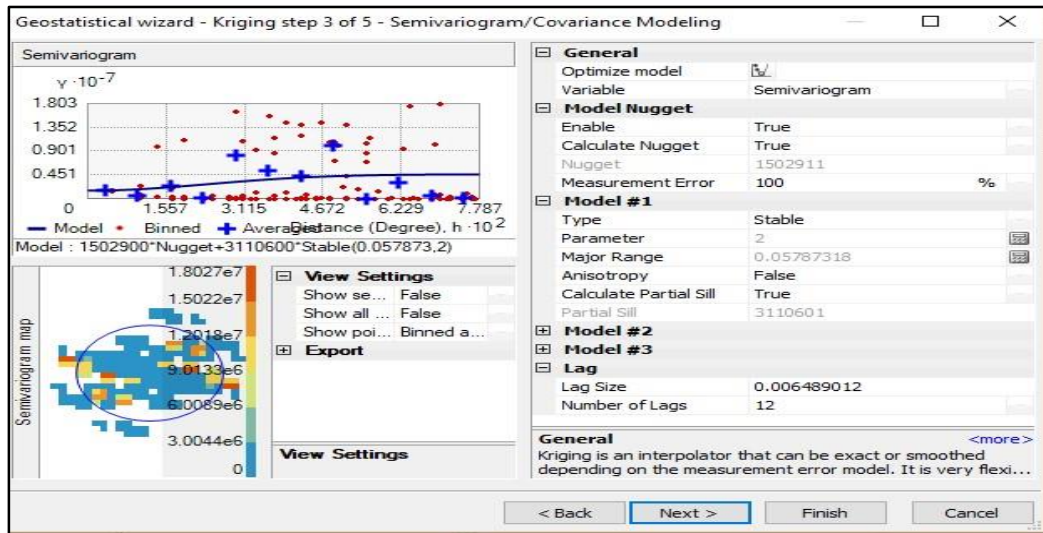 Geostatistical wizard - Kriging step 3 of 5 - Semivariogram/Covariance Modeling
Semivariogram
γ ·10⁻⁷
1.803
1.352
0.901
0.451
0 1.557 3.115 4.672 6.229 7.787
Model Binned Averaged Distance (Degree), h ·10²
Model : 1502900*Nugget+3110600*Stable(0.057873,2)
Semivariogram map
1.8027e7
1.5022e7
1.2018e7
9.0133e6
6.0089e6
3.0044e6
0
View Settings
Show se... False
Show all ... False
Show poi... Binned a...
Export
View Settings
General
Optimize model
Variable Semivariogram
Model Nugget
Enable True
Calculate Nugget True
Nugget 1502911
Measurement Error 100 %
Model #1
Type Stable
Parameter 2
Major Range 0.05787318
Anisotropy False
Calculate Partial Sill True
Partial Sill 3110601
Model #2
Model #3
Lag
Lag Size 0.006489012
Number of Lags 12
General <more>
Kriging is an interpolator that can be exact or smoothed
depending on the measurement error model. It is very flexi...
< Back Next > Finish Cancel